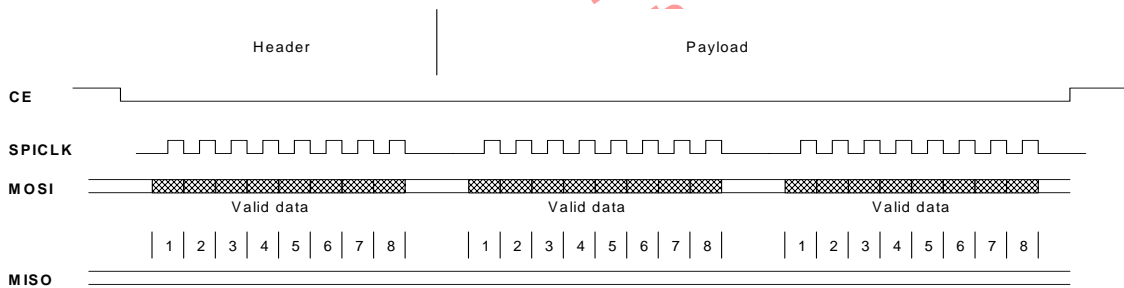 Header Payload
CE
SPICLK
MOSI
Valid data Valid data Valid data
1 2 3 4 5 6 7 8 1 2 3 4 5 6 7 8 1 2 3 4 5 6 7 8
MISO